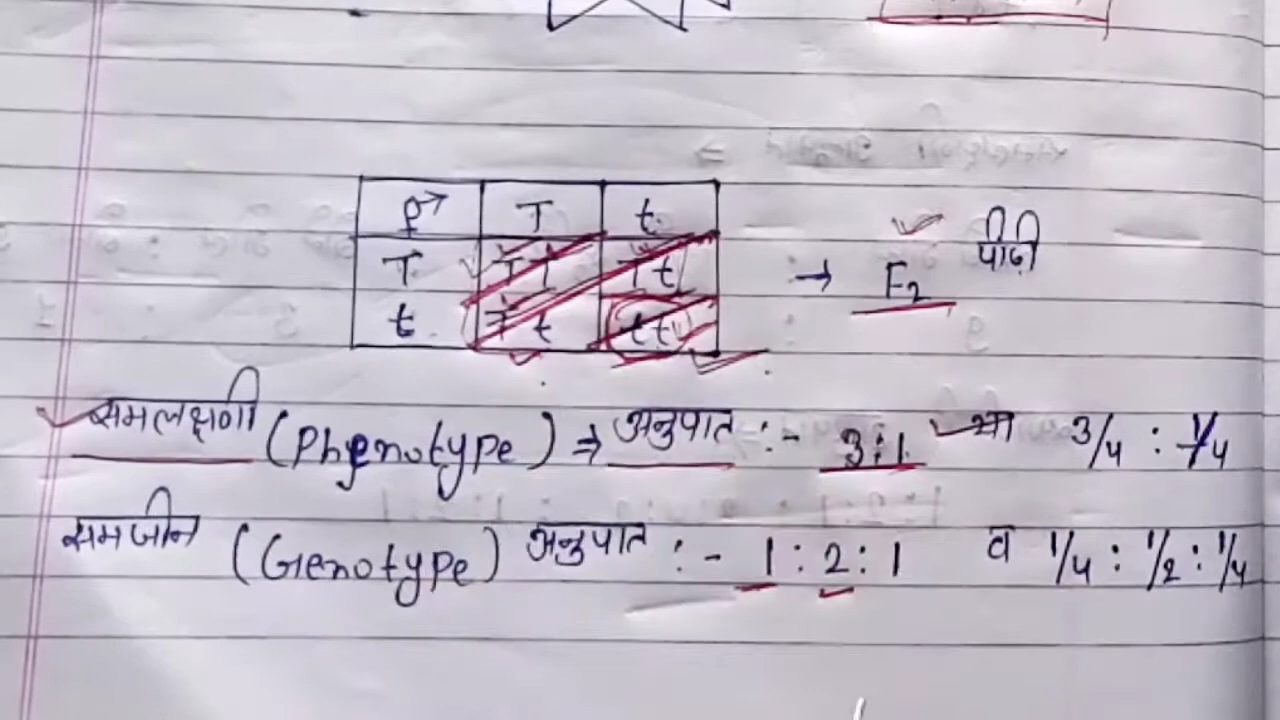 ♀→ T t
T TT Tt → F2 पीढी
t Tt tt
समलक्षणी (Phenotype) ⇒ अनुपात :- 3:1 या 3/4 : 1/4
समजीन (Genotype) अनुपात :- 1 : 2 : 1 व 1/4 : 1/2 : 1/4